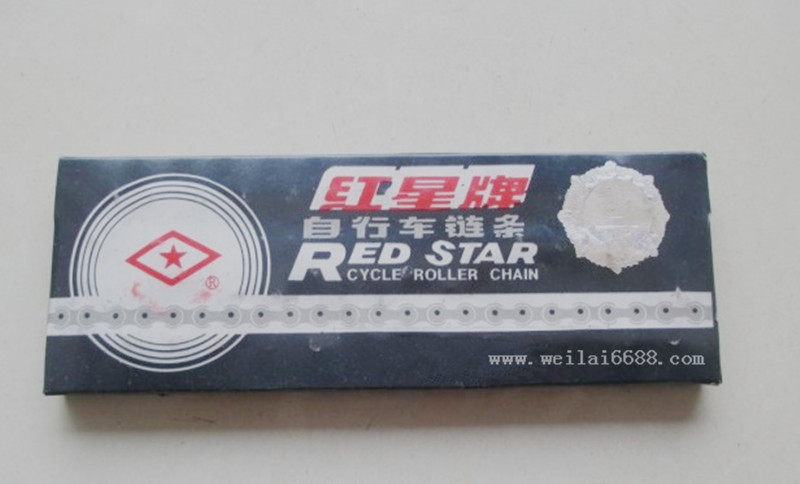 红星牌
自行车链条
RED STAR
CYCLE ROLLER CHAIN
®
www.weilai6688.com